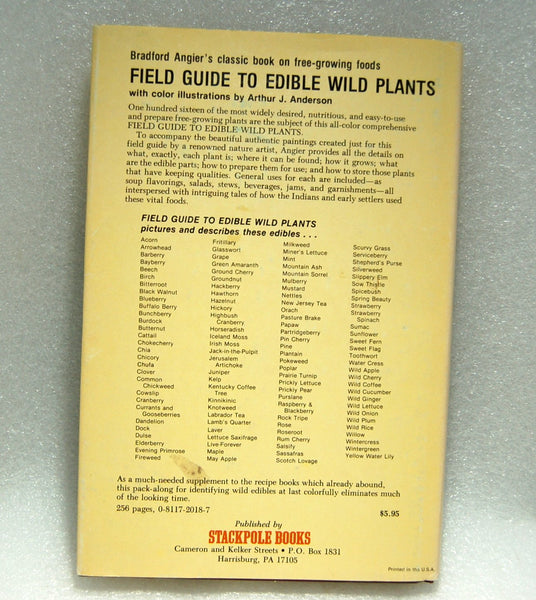 Bradford Angier's classic book on free-growing foods
FIELD GUIDE TO EDIBLE WILD PLANTS
with color illustrations by Arthur J. Anderson
One hundred sixteen of the most widely desired, nutritious, and easy-to-use
and prepare free-growing plants are the subject of this all-color comprehensive
FIELD GUIDE TO EDIBLE WILD PLANTS.
To accompany the beautiful authentic paintings created just for this
field guide by a renowned nature artist, Angier provides all the details on
what, exactly, each plant is; where it can be found; how it grows; what
are the edible parts; how to prepare them for use; and how to store those plants
that have keeping qualities. General uses for each are included—as
soup flavorings, salads, stews, beverages, jams, and garnishments—all
interspersed with intriguing tales of how the Indians and early settlers used
these vital foods.
FIELD GUIDE TO EDIBLE WILD PLANTS
pictures and describes these edibles . . .
Acorn
Arrowhead
Barberry
Bayberry
Beech
Birch
Bitterroot
Black Walnut
Blueberry
Buffalo Berry
Bunchberry
Burdock
Butternut
Cattail
Chokecherry
Chia
Chicory
Chufa
Clover
Common
Chickweed
Cowslip
Cranberry
Currants and
Gooseberries
Dandelion
Dock
Dulse
Elderberry
Evening Primrose
Fireweed
Fritillary
Glasswort
Grape
Green Amaranth
Ground Cherry
Groundnut
Hackberry
Hawthorn
Hazelnut
Hickory
Highbush
Cranberry
Horseradish
Iceland Moss
Irish Moss
Jack-in-the-Pulpit
Jerusalem
Artichoke
Juniper
Kelp
Kentucky Coffee
Tree
Kinnikinic
Knotweed
Labrador Tea
Lamb's Quarter
Laver
Lettuce Saxifrage
Live-Forever
Maple
May Apple
Milkweed
Miner's Lettuce
Mint
Mountain Ash
Mountain Sorrel
Mulberry
Mustard
Nettles
New Jersey Tea
Orach
Pasture Brake
Papaw
Partridgeberry
Pin Cherry
Pine
Plantain
Pokeweed
Poplar
Prairie Turnip
Prickly Lettuce
Prickly Pear
Purslane
Raspberry &
Blackberry
Rock Tripe
Rose
Roseroot
Rum Cherry
Salsify
Sassafras
Scotch Lovage
Scurvy Grass
Serviceberry
Shepherd's Purse
Silverweed
Slippery Elm
Sow Thistle
Spicebush
Spring Beauty
Strawberry
Strawberry
Spinach
Sumac
Sunflower
Sweet Fern
Sweet Flag
Toothwort
Water Cress
Wild Apple
Wild Cherry
Wild Coffee
Wild Cucumber
Wild Ginger
Wild Lettuce
Wild Onion
Wild Plum
Wild Rice
Willow
Wintercress
Wintergreen
Yellow Water Lily
As a much-needed supplement to the recipe books which already abound,
this pack-along for identifying wild edibles at last colorfully eliminates much
of the looking time.
256 pages, 0-8117-2018-7
$5.95
Published by
STACKPOLE BOOKS
Cameron and Kelker Streets • P.O. Box 1831
Harrisburg, PA 17105
Printed in the U.S.A.